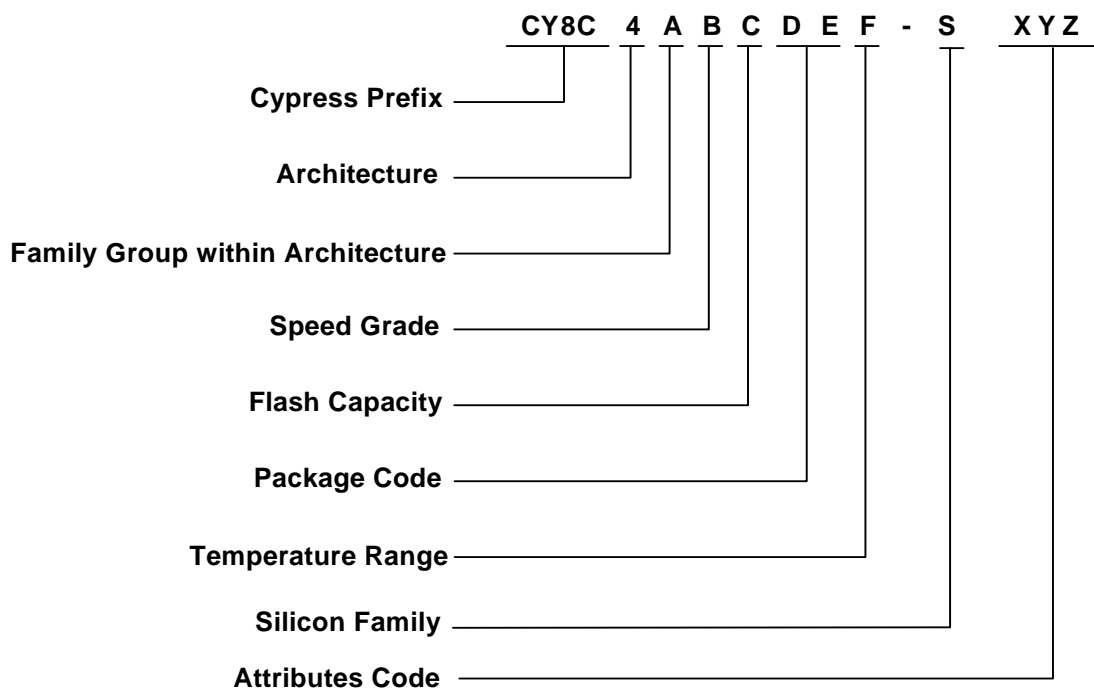 CY8C 4 A B C D E F - S X Y Z
Cypress Prefix
Architecture
Family Group within Architecture
Speed Grade
Flash Capacity
Package Code
Temperature Range
Silicon Family
Attributes Code